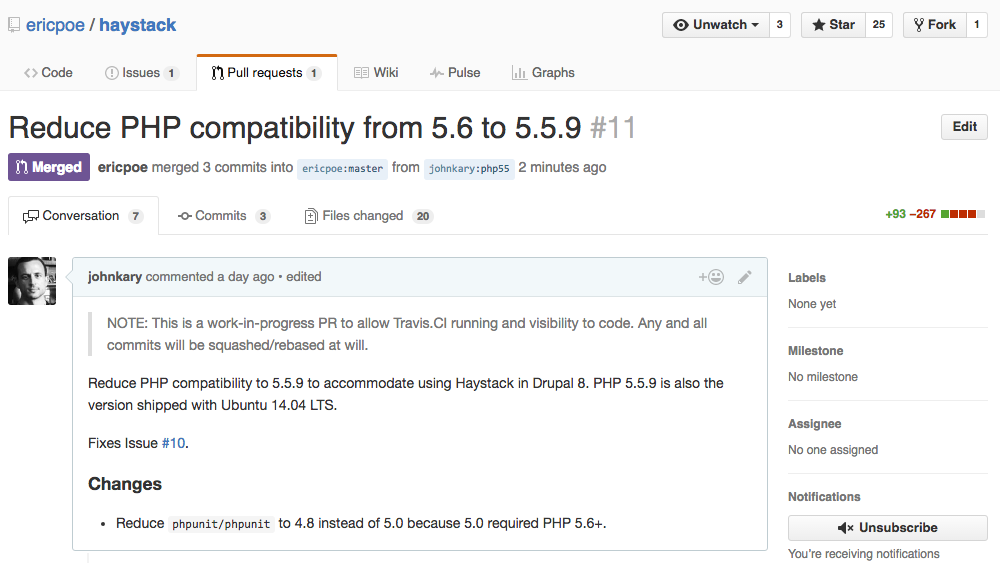 ericpoe / haystack
Unwatch 3 Star 25 Fork 1
Code Issues 1 Pull requests 1 Wiki Pulse Graphs
Reduce PHP compatibility from 5.6 to 5.5.9 #11
Edit
Merged ericpoe merged 3 commits into ericpoe:master from johnkary:php55 2 minutes ago
Conversation 7 Commits 3 Files changed 20 +93 −267
johnkary commented a day ago • edited
NOTE: This is a work-in-progress PR to allow Travis.CI running and visibility to code. Any and all
commits will be squashed/rebased at will.
Reduce PHP compatibility to 5.5.9 to accommodate using Haystack in Drupal 8. PHP 5.5.9 is also the
version shipped with Ubuntu 14.04 LTS.
Fixes Issue #10.
Changes
• Reduce phpunit/phpunit to 4.8 instead of 5.0 because 5.0 required PHP 5.6+.
Labels
None yet
Milestone
No milestone
Assignee
No one assigned
Notifications
Unsubscribe
You're receiving notifications